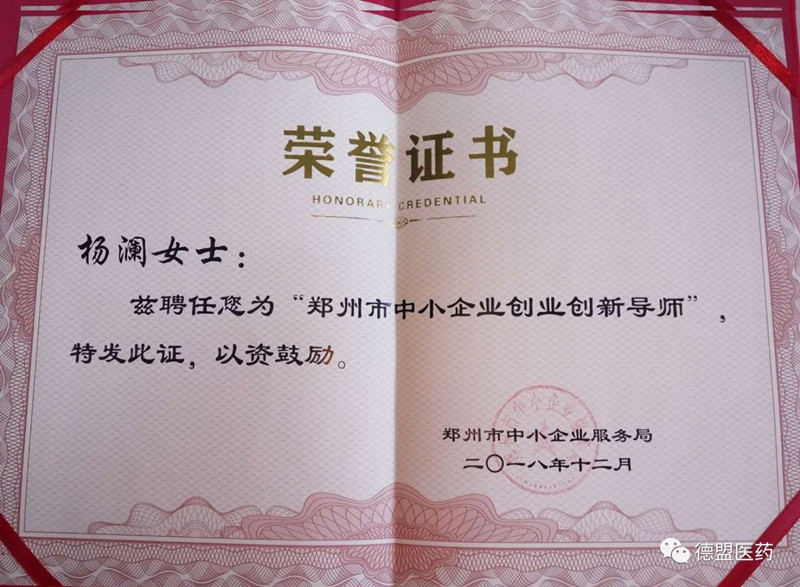 荣誉证书
HONORARY CREDENTIAL
杨澜女士：
兹聘任您为“郑州市中小企业创业创新导师”，
特发此证，以资鼓励。
郑州市中小企业服务局
二〇一八年十二月
德盟医药